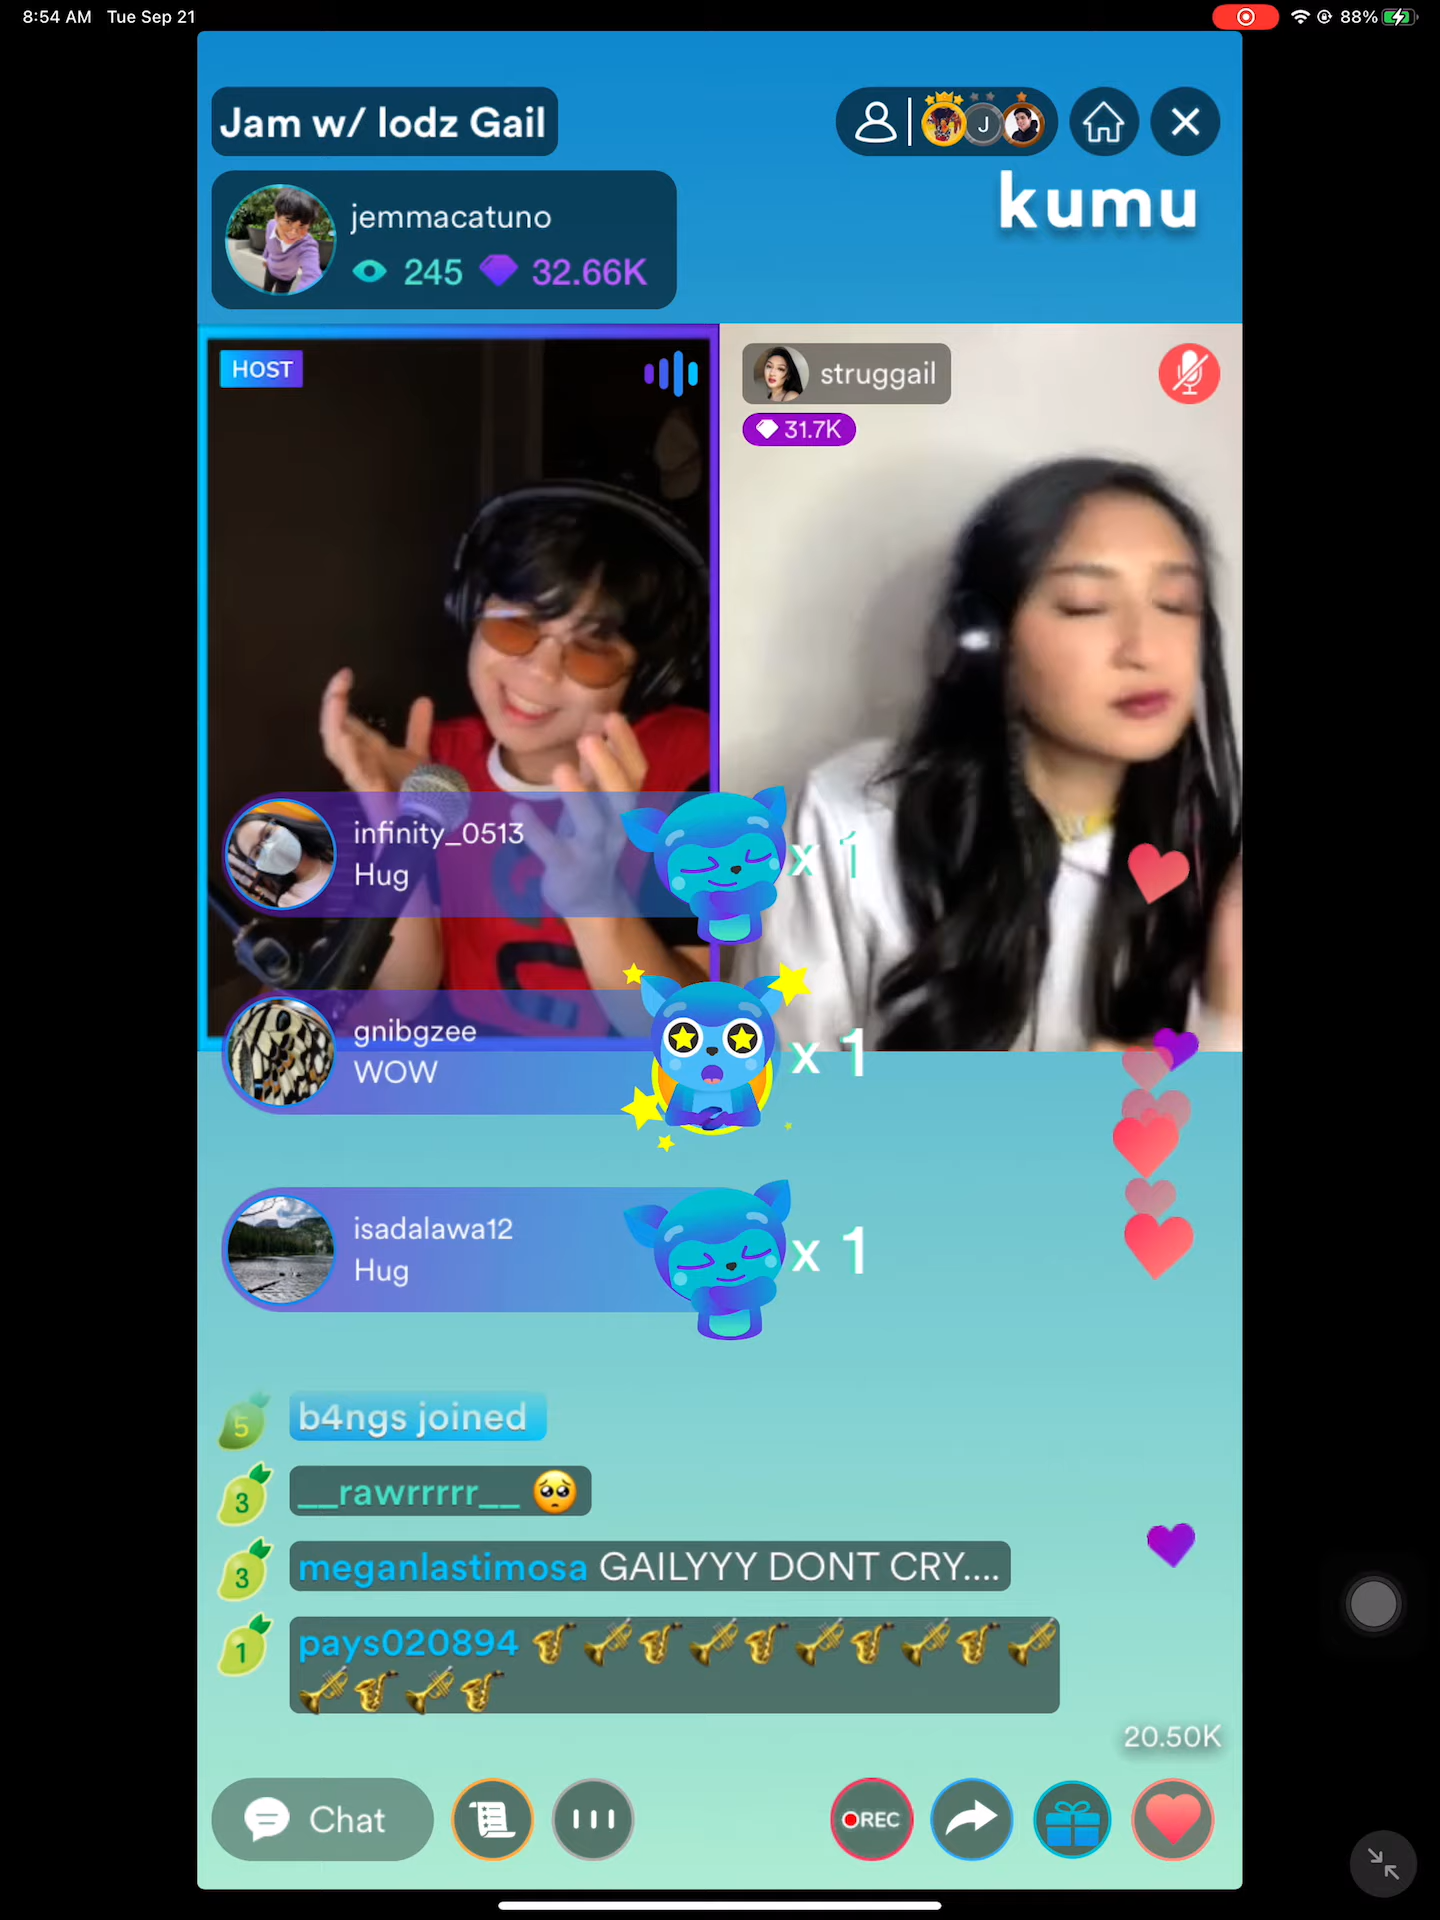 8:54 AM Tue Sep 21
88%
Jam w/ lodz Gail
J
kumu
jemmacatuno
245 32.66K
HOST
struggail
31.7K
infinity_0513
Hug
x 1
gnibgzee
WOW
x 1
isadalawa12
Hug
x 1
5 b4ngs joined
3 __rawrrrrr__ 🥺
3 meganlastimosa GAILYYY DONT CRY....
1 pays020894 🎷🎺🎷🎺🎷🎺🎷🎺🎷🎺
🎺🎷🎺🎷
20.50K
Chat
REC